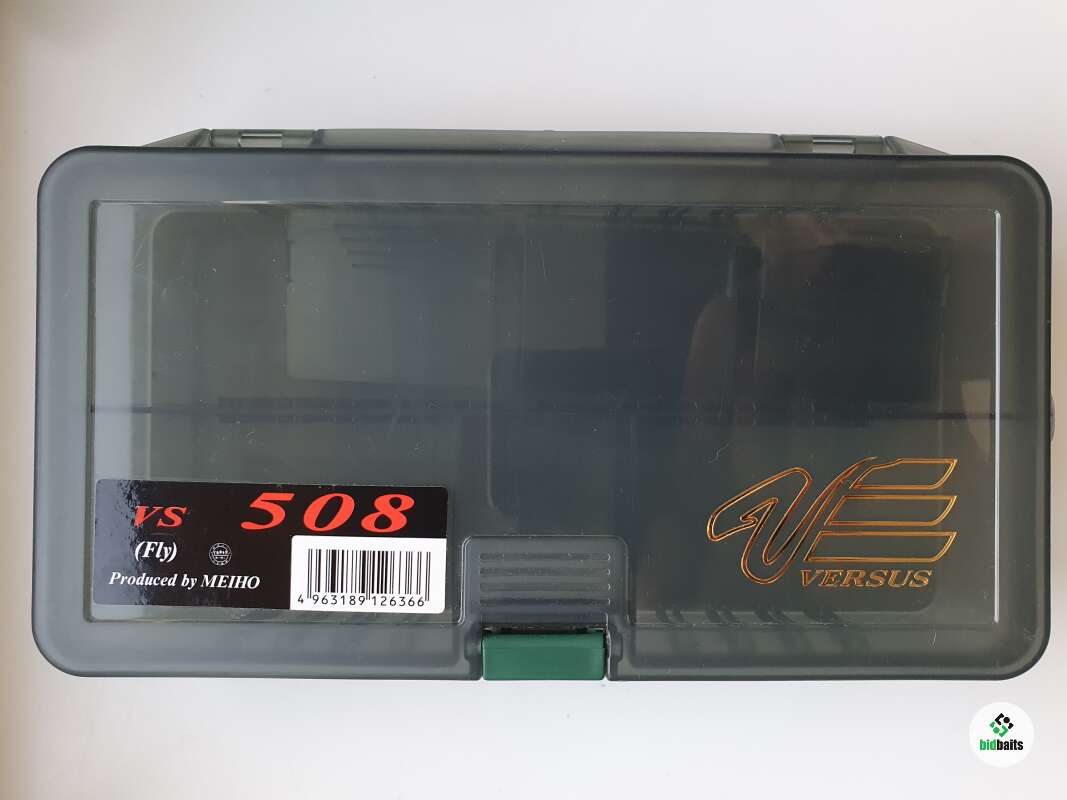 VS 508
(Fly)
Produced by MEIHO
4 963189 126366
VERSUS
bidbaits